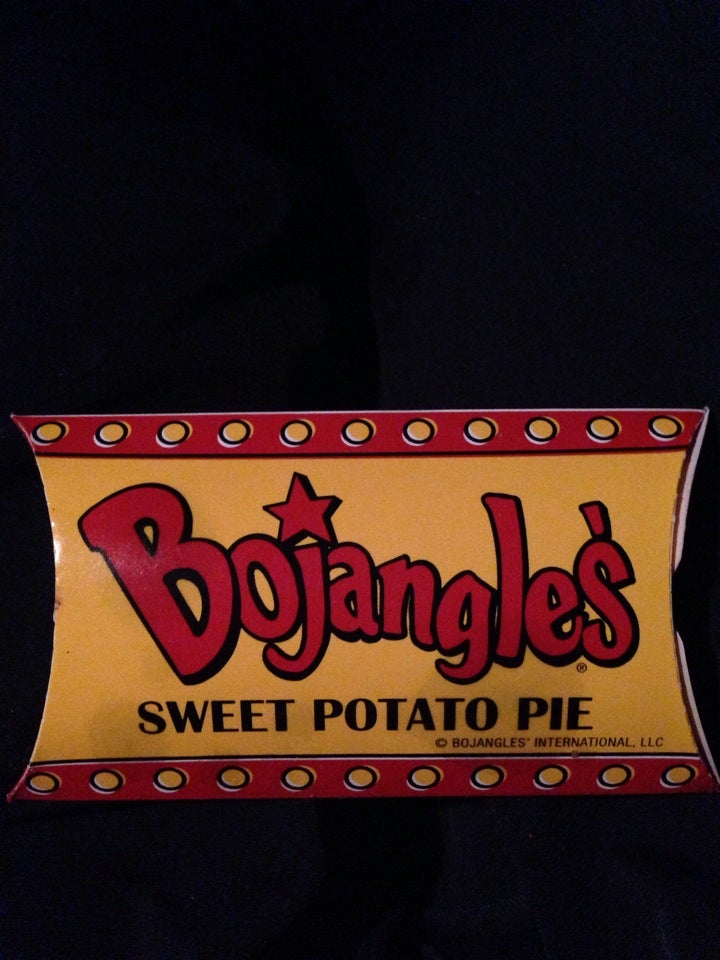 Bojangles'
®
SWEET POTATO PIE
© BOJANGLES' INTERNATIONAL, LLC